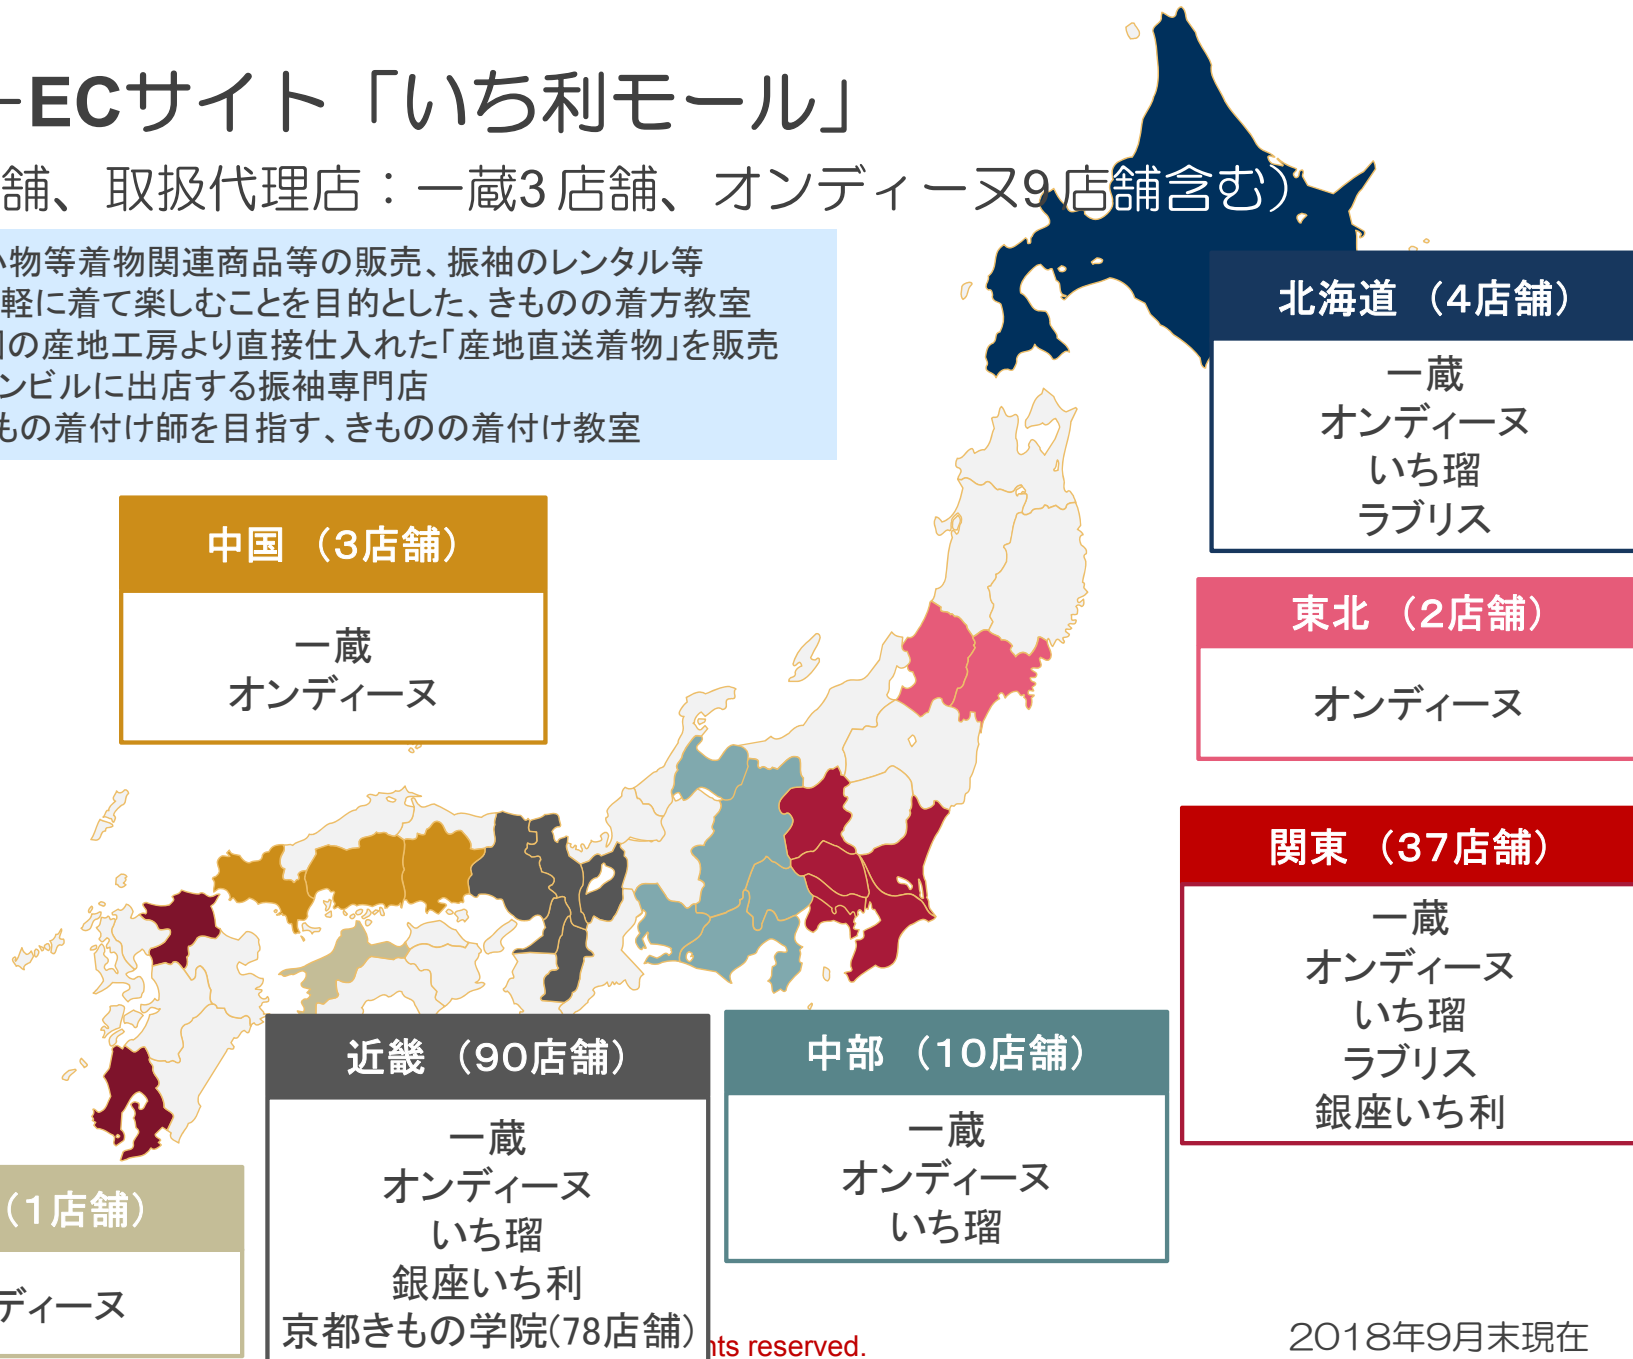 ーECサイト「いち利モール」
舗、取扱代理店：一蔵3店舗、オンディーヌ9店舗含む）
小物等着物関連商品等の販売、振袖のレンタル等
軽に着て楽しむことを目的とした、きものの着方教室
の産地工房より直接仕入れた「産地直送着物」を販売
ンビルに出店する振袖専門店
もの着付け師を目指す、きものの着付け教室
北海道 （4店舗）
一蔵
オンディーヌ
いち瑠
ラブリス
中国 （3店舗）
一蔵
オンディーヌ
東北 （2店舗）
オンディーヌ
関東 （37店舗）
一蔵
オンディーヌ
いち瑠
ラブリス
銀座いち利
近畿 （90店舗）
一蔵
オンディーヌ
いち瑠
銀座いち利
京都きもの学院(78店舗)
中部 （10店舗）
一蔵
オンディーヌ
いち瑠
（1店舗）
ディーヌ
hts reserved.
2018年9月末現在